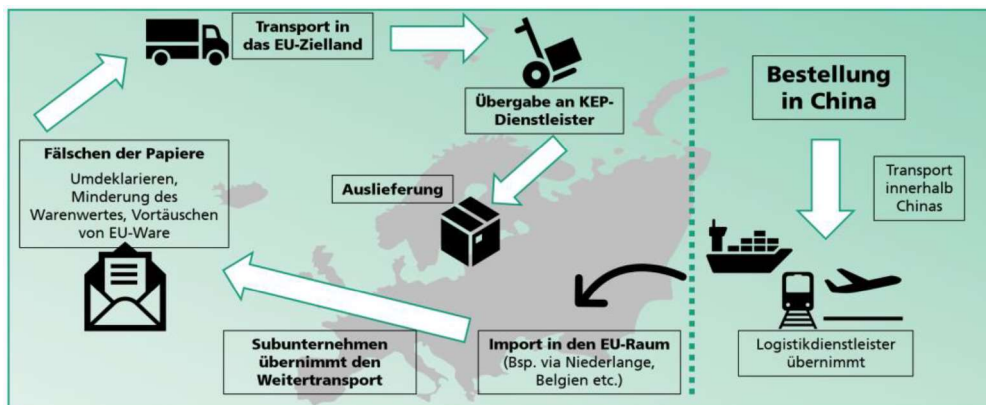 Transport in
das EU-Zielland
Übergabe an KEP-
Dienstleister
Bestellung
in China
Fälschen der Papiere
Umdeklarieren,
Minderung des
Warenwertes, Vortäuschen
von EU-Ware
Auslieferung
Transport
innerhalb
Chinas
Subunternehmen
übernimmt den
Weitertransport
Import in den EU-Raum
(Bsp. via Niederlange,
Belgien etc.)
Logistikdienstleister
übernimmt